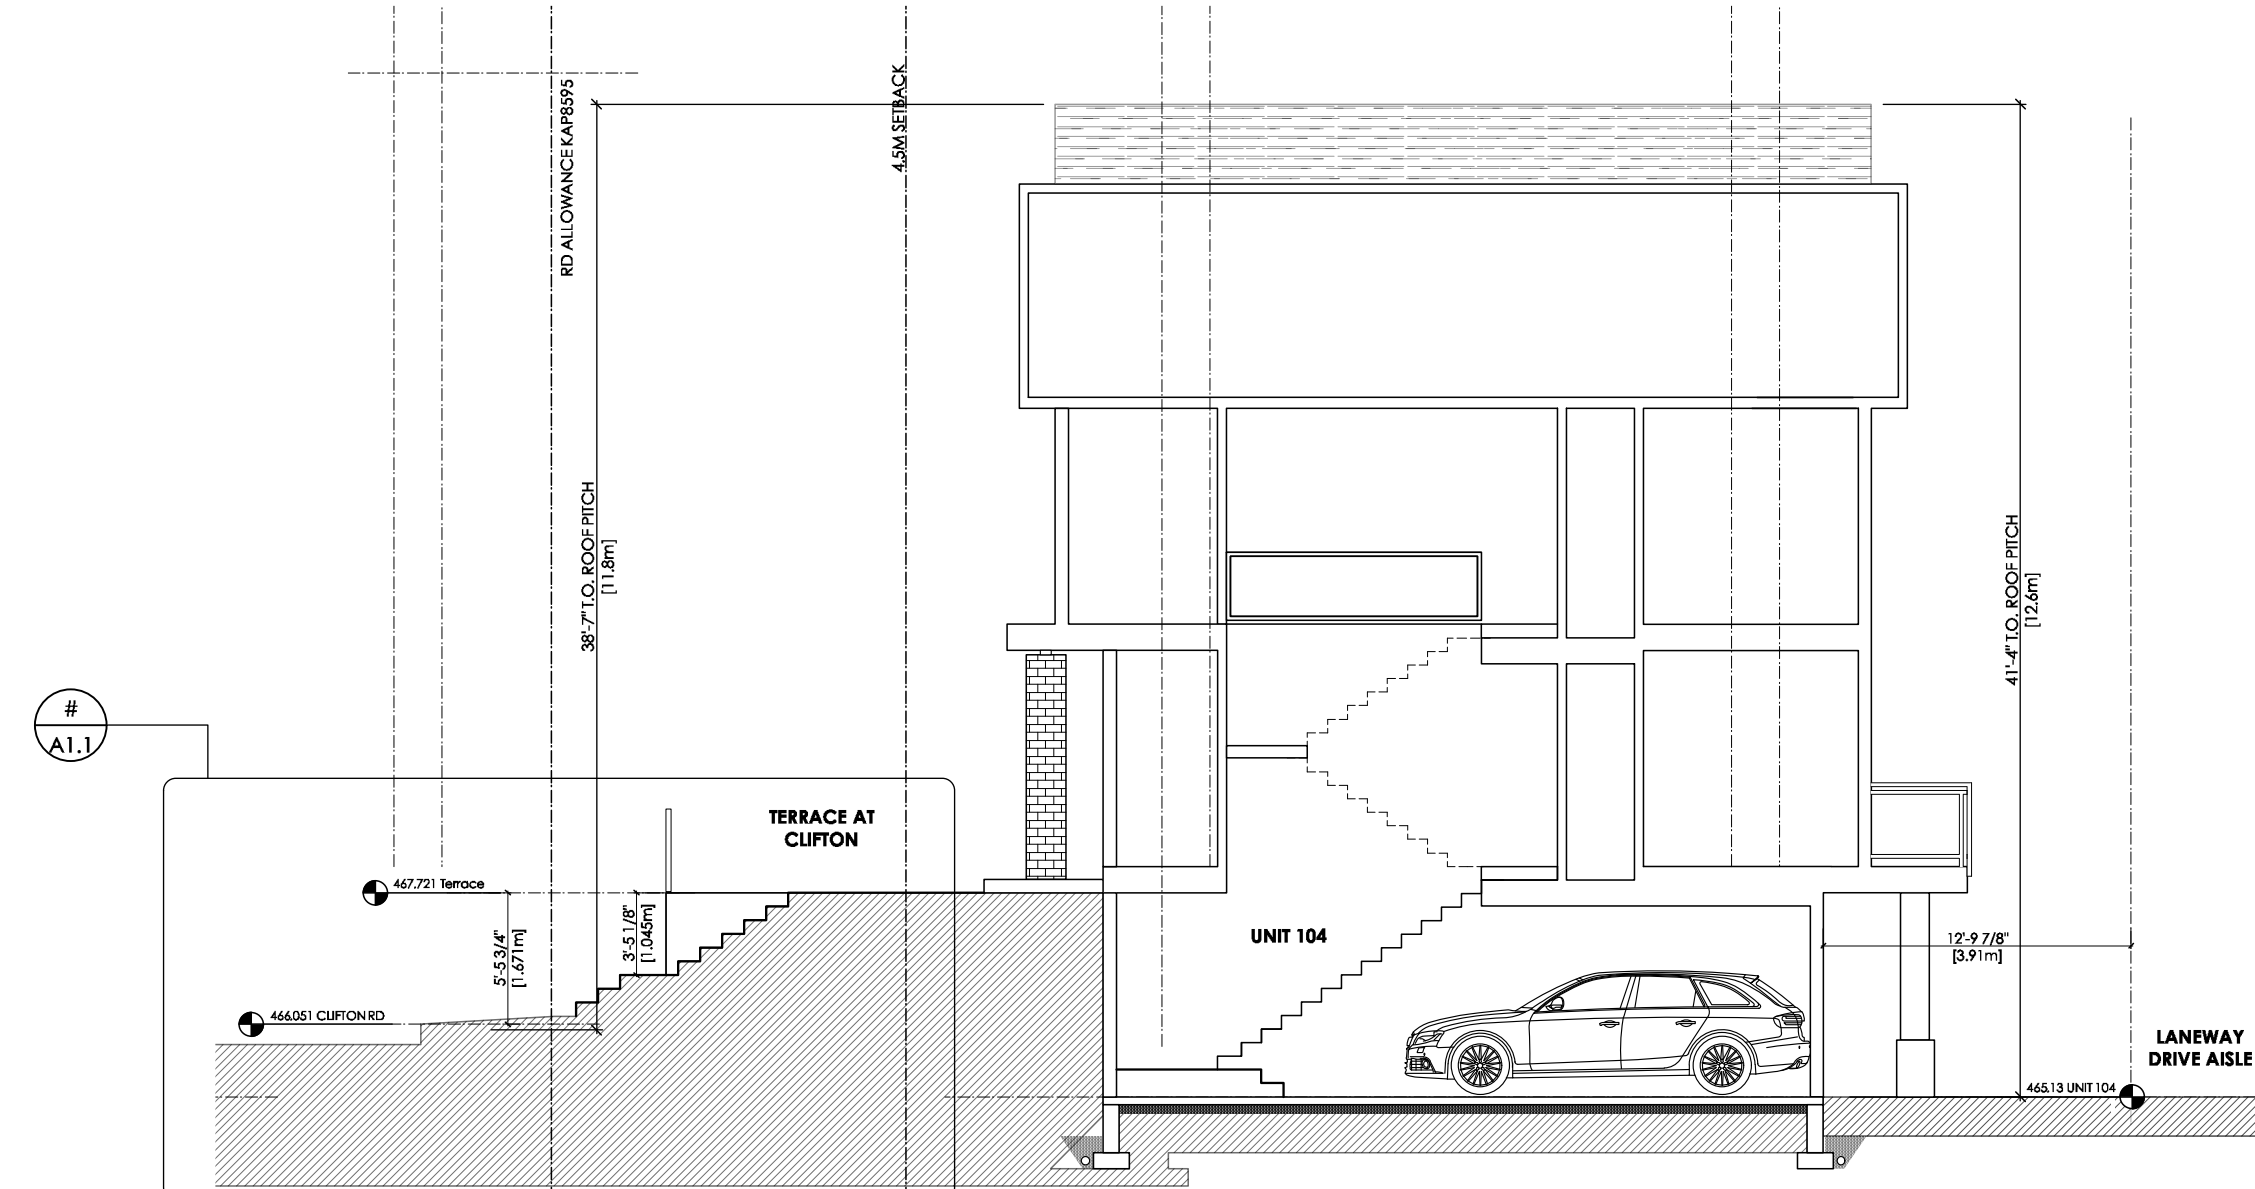 RD ALLOWANCE KAP8595
4.5M SETBACK
38'-7" T.O. ROOF PITCH
[11.8m]
41'-4" T.O. ROOF PITCH
[12.6m]
#
A1.1
TERRACE AT
CLIFTON
467.721 Terrace
5'-5 3/4"
[1.671m]
3'-5 1/8"
[1.045m]
UNIT 104
12'-9 7/8"
[3.91m]
466.051 CLIFTON RD
LANEWAY
DRIVE AISLE
465.13 UNIT 104